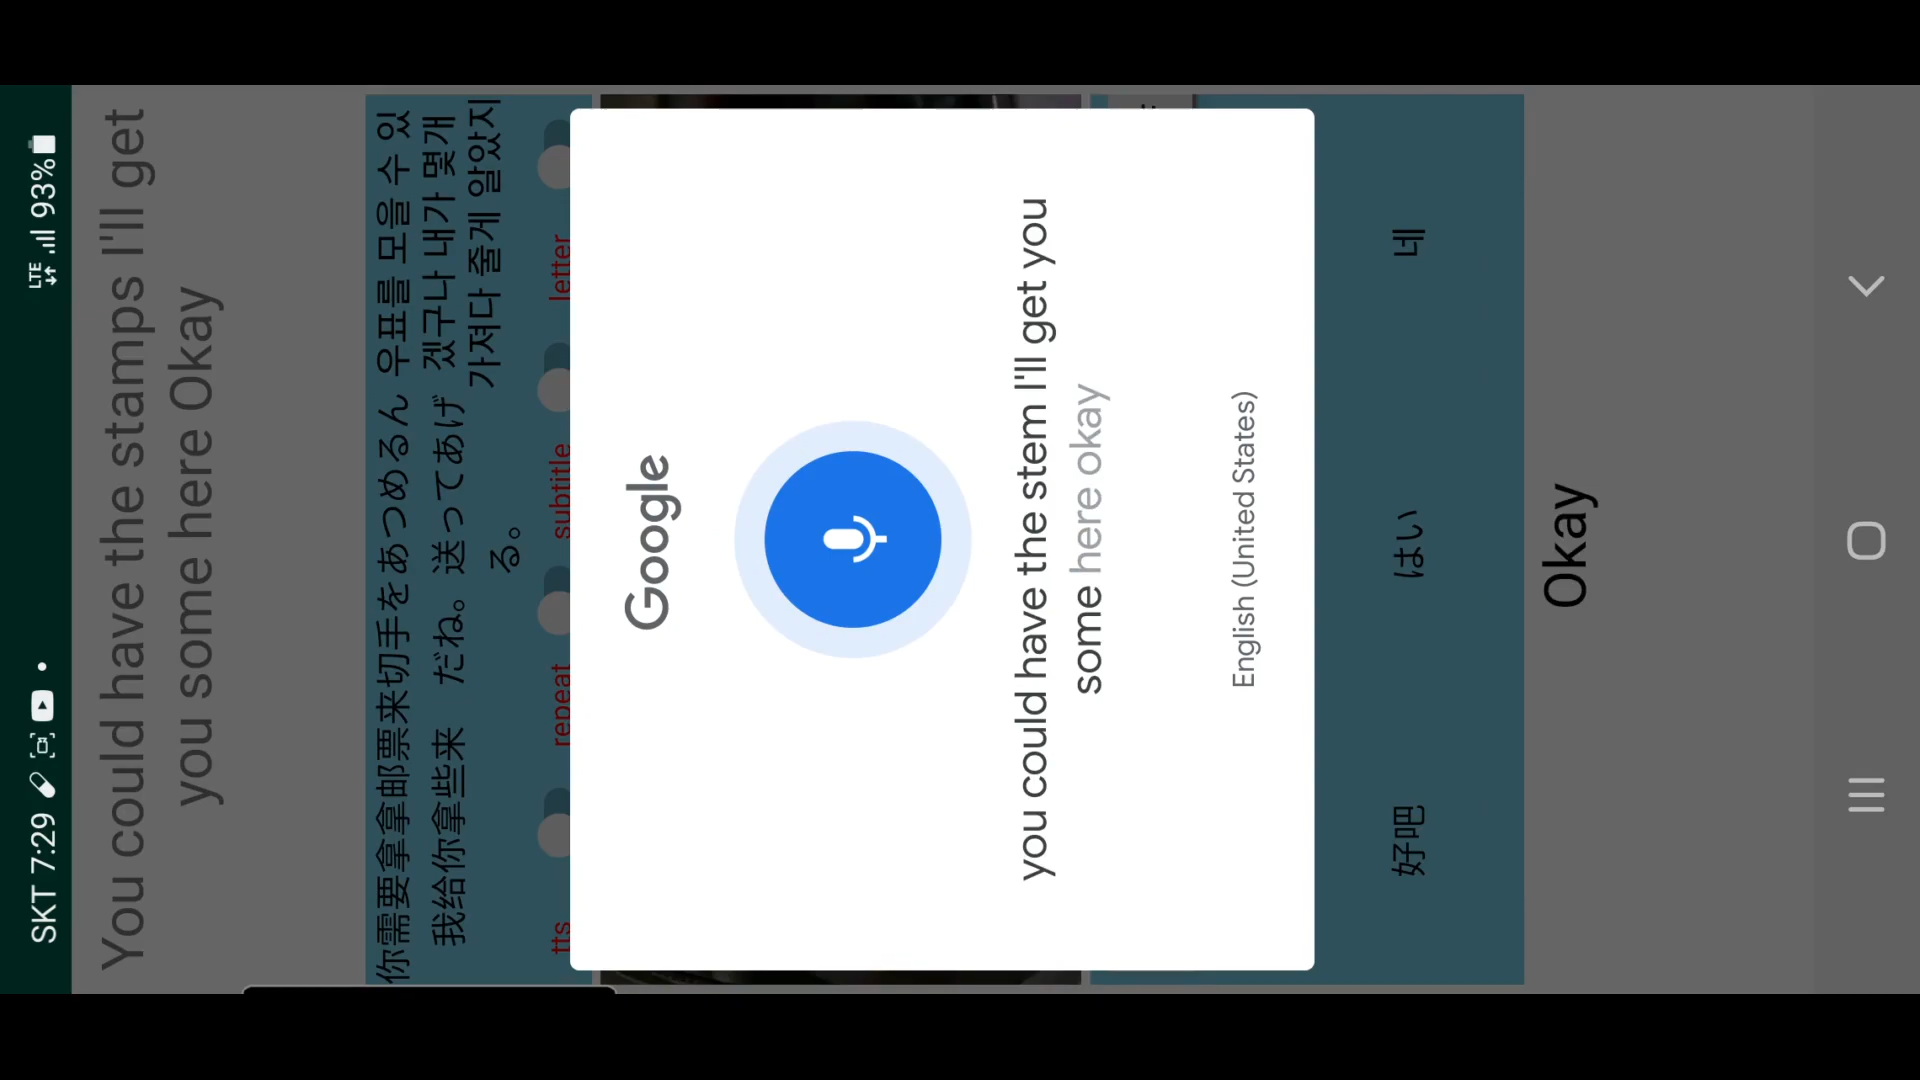 SKT 7:29
LTE 93%
You could have the stamps I'll get
you some here Okay
你需要拿拿邮票来
我给你拿些来
切手をあつめるん
だね。送ってあげ
る。
우표를 모을 수 있
겠구나 내가 몇개
가져다 줄게 알았지
tts
repeat
subtitle
letter
Google
you could have the stem I'll get you
some here okay
English (United States)
好吧
はい
네
Okay